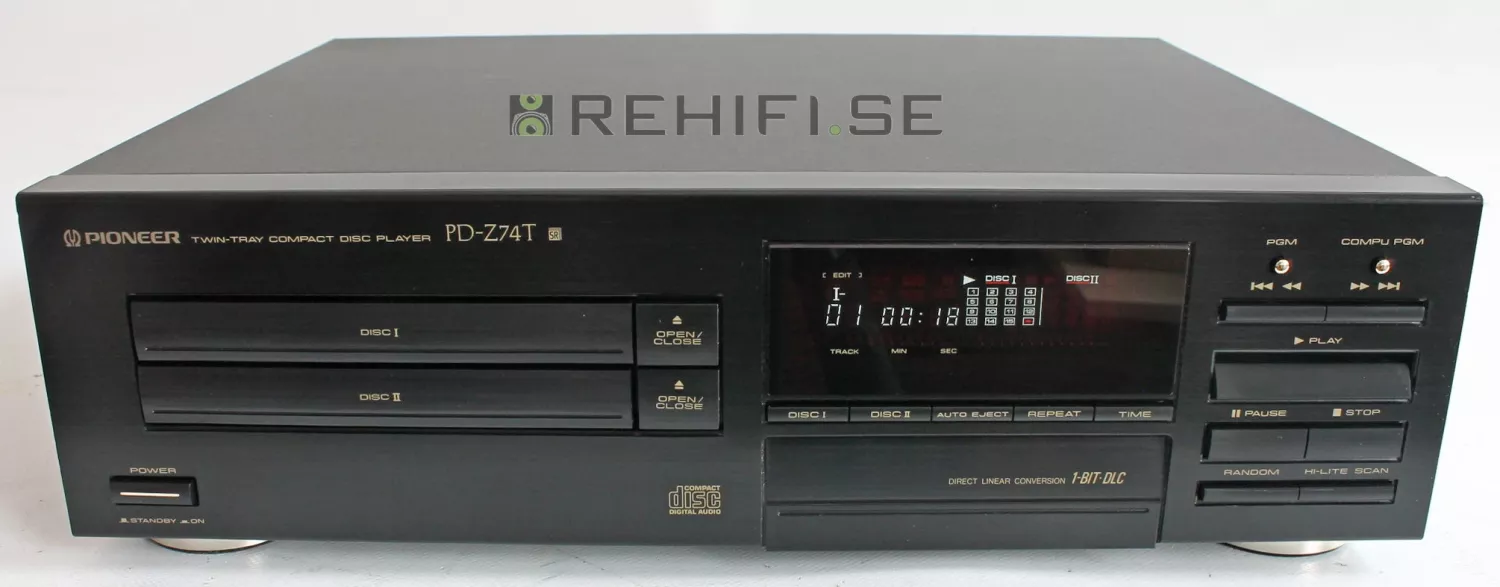 REHIFI.SE
PIONEER TWIN-TRAY COMPACT DISC PLAYER PD-Z74T SR
DISC I
OPEN/
CLOSE
DISC II
OPEN/
CLOSE
POWER
STANDBY ON
COMPACT
disc
DIGITAL AUDIO
EDIT DISC I DISC II
I-
01 00:18
1 2 3 4
5 6 7 8
9 10 11 12
13 14 15
TRACK MIN SEC
DISC I DISC II AUTO EJECT REPEAT TIME
DIRECT LINEAR CONVERSION 1-BIT·DLC
PGM COMPU PGM
PLAY
PAUSE STOP
RANDOM HI-LITE SCAN